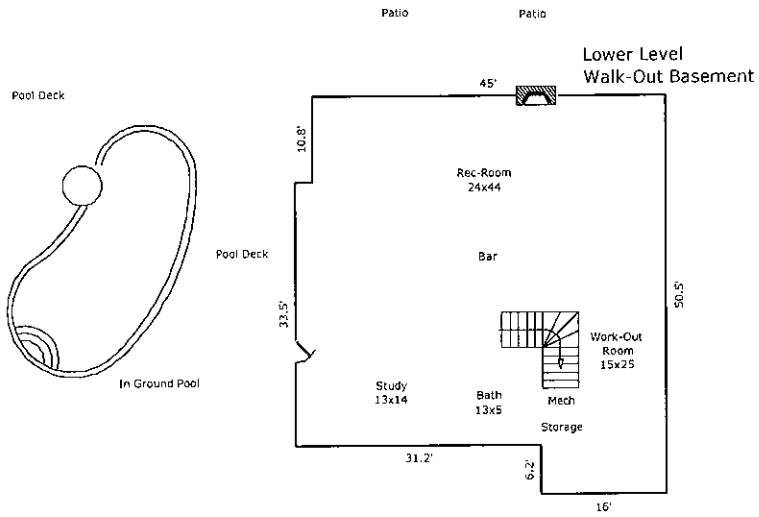 Patio
Patio
Lower Level
Walk-Out Basement
45'
Pool Deck
10.8'
Rec-Room
24x44
Pool Deck
Bar
33.5'
50.5'
Work-Out
Room
15x25
In Ground Pool
Study
13x14
Bath
13x5
Mech
Storage
31.2'
6.2'
16'